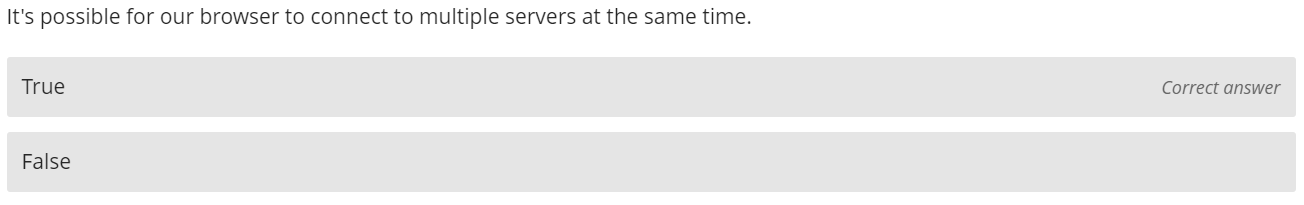 It's possible for our browser to connect to multiple servers at the same time.
True
Correct answer
False